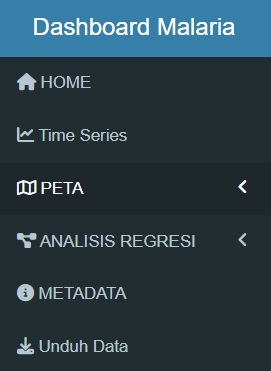 Dashboard Malaria
HOME
Time Series
PETA
ANALISIS REGRESI
METADATA
Unduh Data